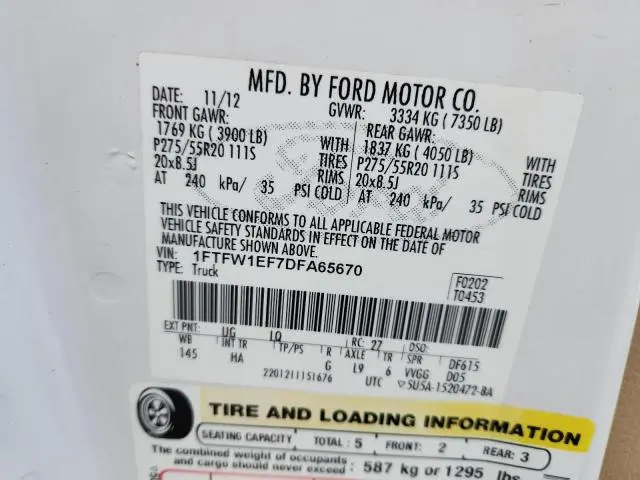 MFD. BY FORD MOTOR CO.
DATE: 11/12 GVWR: 3334 KG ( 7350 LB)
FRONT GAWR: REAR GAWR:
1769 KG ( 3900 LB) WITH 1837 KG ( 4050 LB) WITH
P275/55R20 111S TIRES P275/55R20 111S TIRES
20x8.5J RIMS 20x8.5J RIMS
AT 240 kPa/ 35 PSI COLD AT 240 kPa/ 35 PSI COLD
THIS VEHICLE CONFORMS TO ALL APPLICABLE FEDERAL MOTOR
VEHICLE SAFETY STANDARDS IN EFFECT ON THE DATE OF
MANUFACTURE SHOWN ABOVE.
VIN: 1FTFW1EF7DFA65670
TYPE: Truck
F0202
T0453
EXT PNT: UG LQ RC: 27 DSO:
WB INT TR TP/PS R AXLE TR SPR DF615
145 HA G L9 6 VVGG D05
2201211151676 UTC ▽5U5A-1520472-BA
TIRE AND LOADING INFORMATION
SEATING CAPACITY TOTAL : 5 FRONT: 2 REAR: 3
The combined weight of occupants
and cargo should never exceed : 587 kg or 1295 lbs